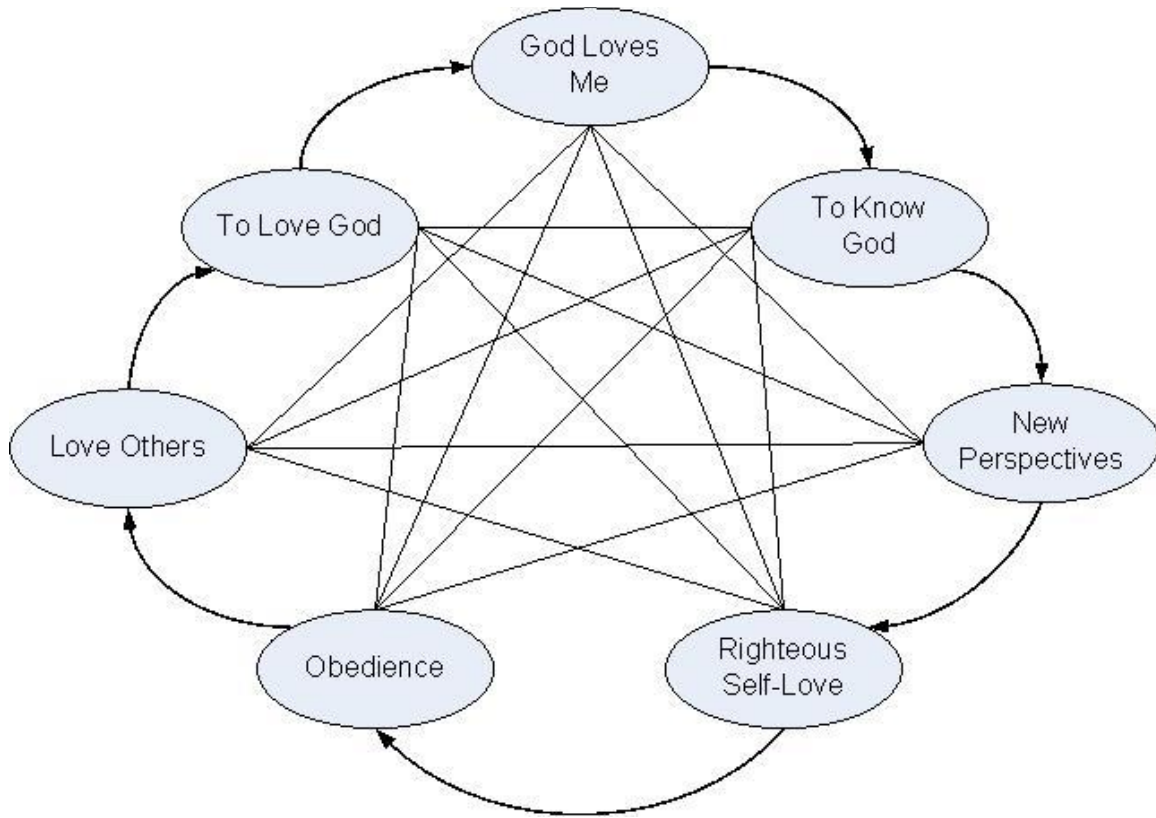 God Loves
Me
To Love God
To Know
God
Love Others
New
Perspectives
Obedience
Righteous
Self-Love